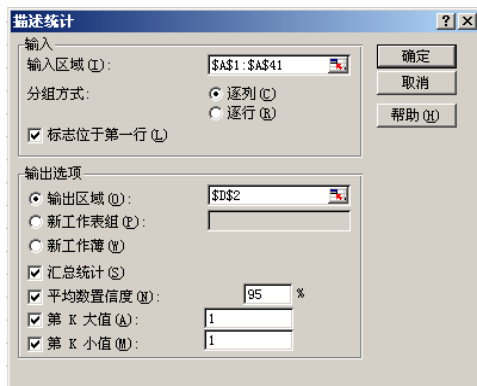 描述统计
输入
输入区域(I): $A$1:$A$41
分组方式: 逐列(C)
逐行(R)
标志位于第一行(L)
输出选项
输出区域(O): $D$2
新工作表组(P):
新工作薄(W)
汇总统计(S)
平均数置信度(N): 95 %
第 K 大值(A): 1
第 K 小值(M): 1
确定
取消
帮助(H)